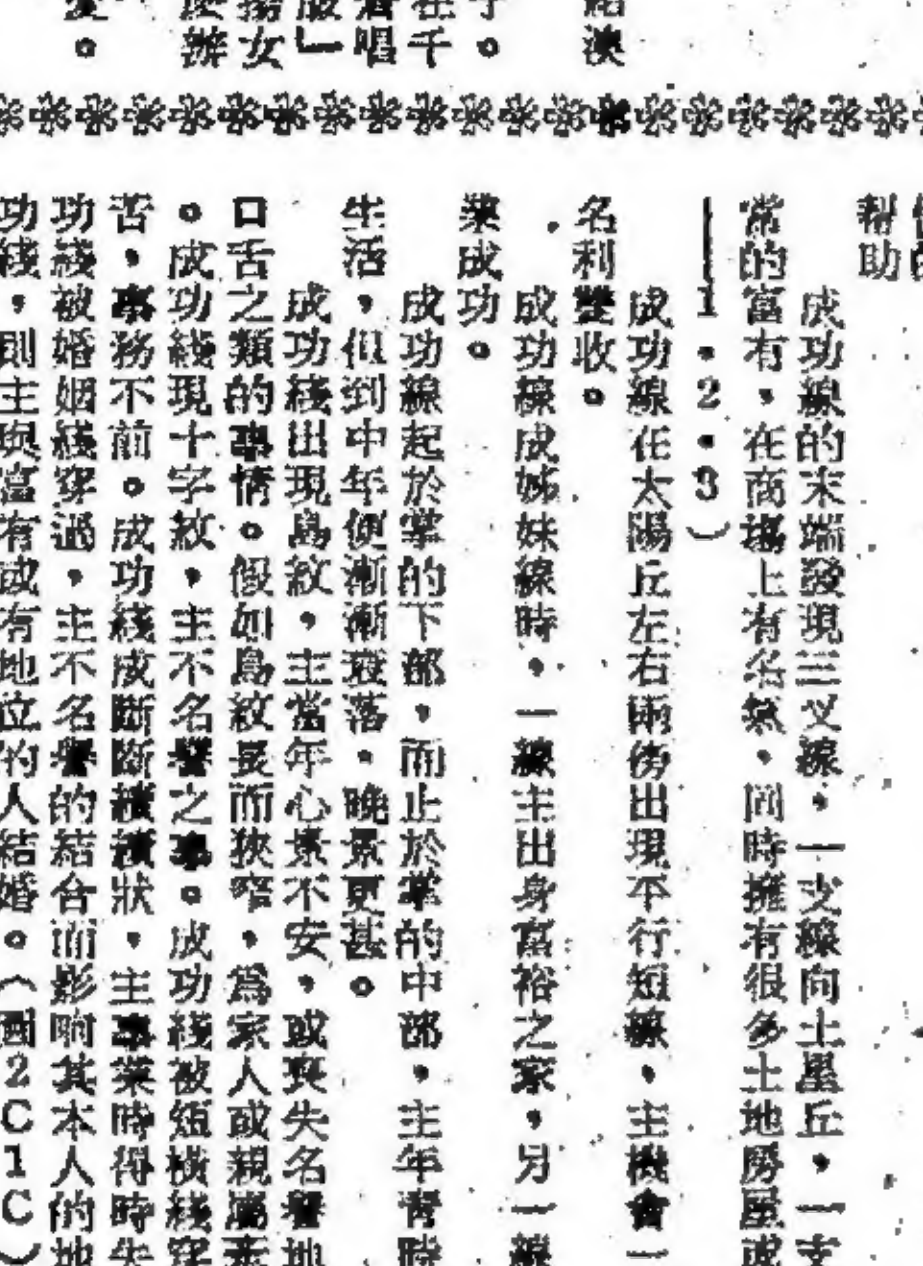 幫助
成功線的末端發現三叉線，一支線向土星丘，一支
常的富有，在商場上有名氣，同時擁有很多土地房屋或
——1・2・3）
成功線在太陽丘左右兩傍出現平行短線，主機會一
名利雙收。
成功線成姊妹線時，一線主出身富裕之家，另一線
業成功。
成功線起於掌的下部，而止於掌的中部，主年青時
生活，但到中年便漸漸衰落，晚景更甚。
成功綫出現島紋，主當年心景不安，或喪失名譽地
口舌之類的事情。假如島紋長而狹窄，為家人或親屬
。成功綫現十字紋，主不名譽之事。成功綫被短橫綫穿
苦，事務不前。成功綫成斷斷續續狀，主事業時得時失
功綫被婚姻綫穿過，主不名譽的結合而影响其本人的地
功綫，則主與富有或有地位的人結婚。（圖2C1C）